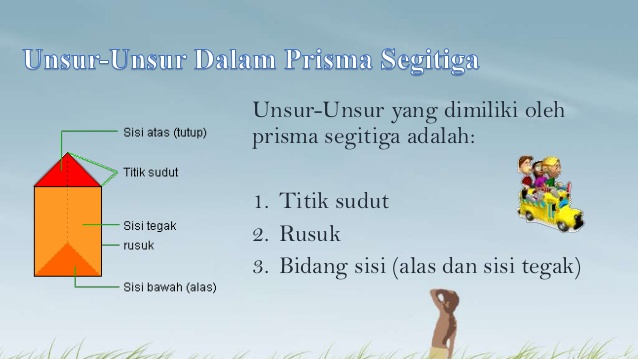 Unsur-Unsur Dalam Prisma Segitiga
Sisi atas (tutup)
Titik sudut
Sisi tegak
rusuk
Sisi bawah (alas)
Unsur-Unsur yang dimiliki oleh
prisma segitiga adalah:
1. Titik sudut
2. Rusuk
3. Bidang sisi (alas dan sisi tegak)